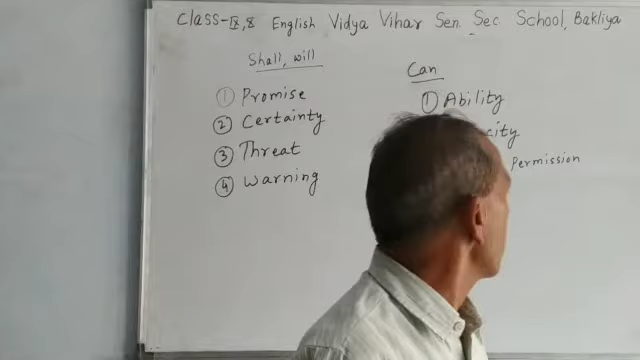 Class-IX,8 English Vidya Vihar Sen. Sec. School, Bakliya
Shall, will
① Promise
② Certainty
③ Threat
④ Warning
Can
① Ability
Permission